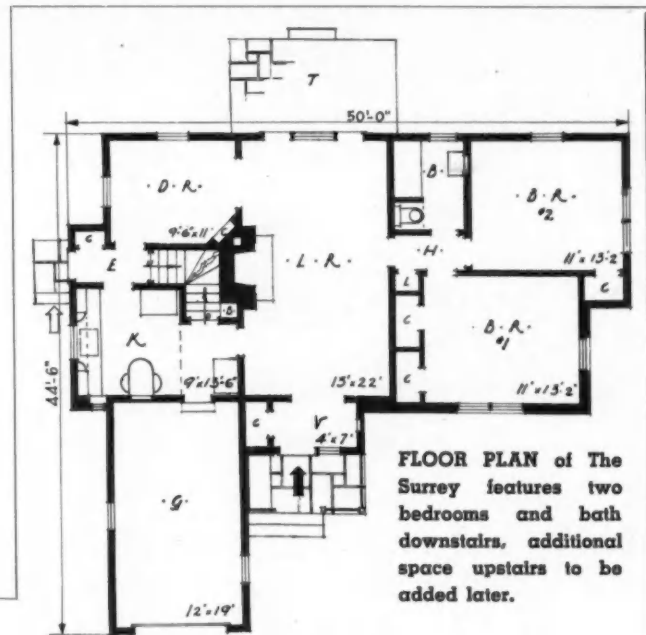 T
50'-0"
D-R-
9'-6"x11'
C
C
E
L-R
B
B
H
L
C
C
B-R-
#2
11'x13'-2
C
B-R-
#1
11'x13'-2"
K
9'x13'-6"
15'x22'
44'-6"
C
V
4'x7'
G
12'x19'
FLOOR PLAN of The
Surrey features two
bedrooms and bath
downstairs, additional
space upstairs to be
added later.